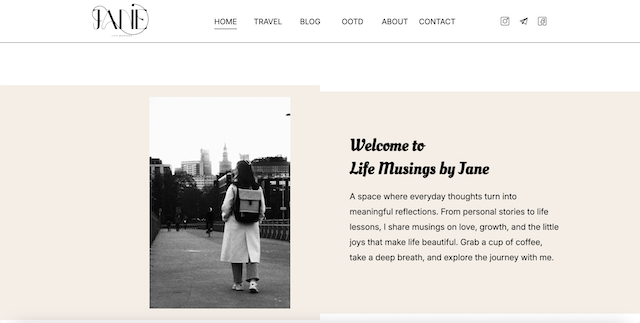 JANE
HOME TRAVEL BLOG OOTD ABOUT CONTACT
Welcome to
Life Musings by Jane
A space where everyday thoughts turn into
meaningful reflections. From personal stories to life
lessons, I share musings on love, growth, and the little
joys that make life beautiful. Grab a cup of coffee,
take a deep breath, and explore the journey with me.